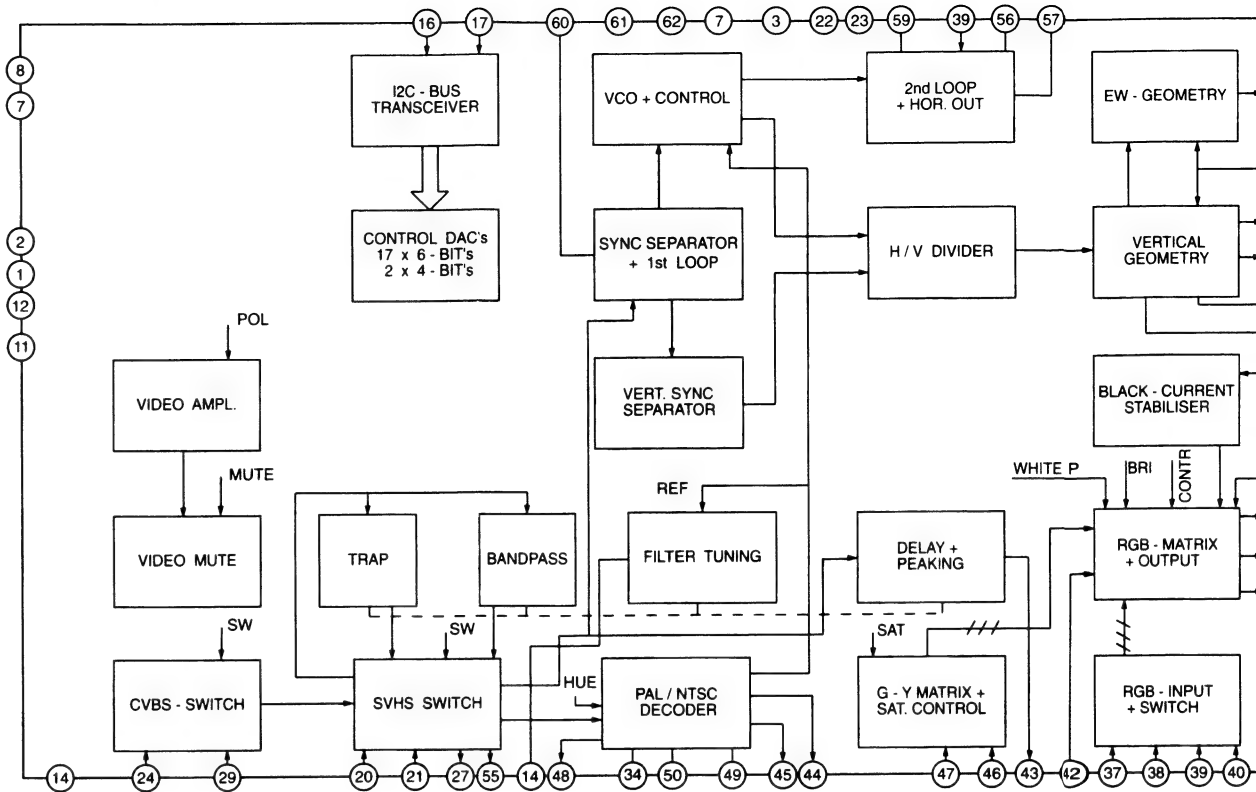 16 17 60 61 62 7 3 22 23 59 39 56 57
8
7
2
1
12
11
I2C - BUS
TRANSCEIVER
VCO + CONTROL
2nd LOOP
+ HOR. OUT
EW - GEOMETRY
CONTROL DAC's
17 x 6 - BIT's
2 x 4 - BIT's
SYNC SEPARATOR
+ 1st LOOP
H / V DIVIDER
VERTICAL
GEOMETRY
POL
VIDEO AMPL.
VERT. SYNC
SEPARATOR
BLACK - CURRENT
STABILISER
MUTE
REF
WHITE P
BRI
CONTR
VIDEO MUTE
TRAP
BANDPASS
FILTER TUNING
DELAY +
PEAKING
RGB - MATRIX
+ OUTPUT
SW
SW
SAT
HUE
CVBS - SWITCH
SVHS SWITCH
PAL / NTSC
DECODER
G - Y MATRIX +
SAT. CONTROL
RGB - INPUT
+ SWITCH
14 24 29 20 21 27 55 14 48 34 50 49 45 44 47 46 43 42 37 38 39 40